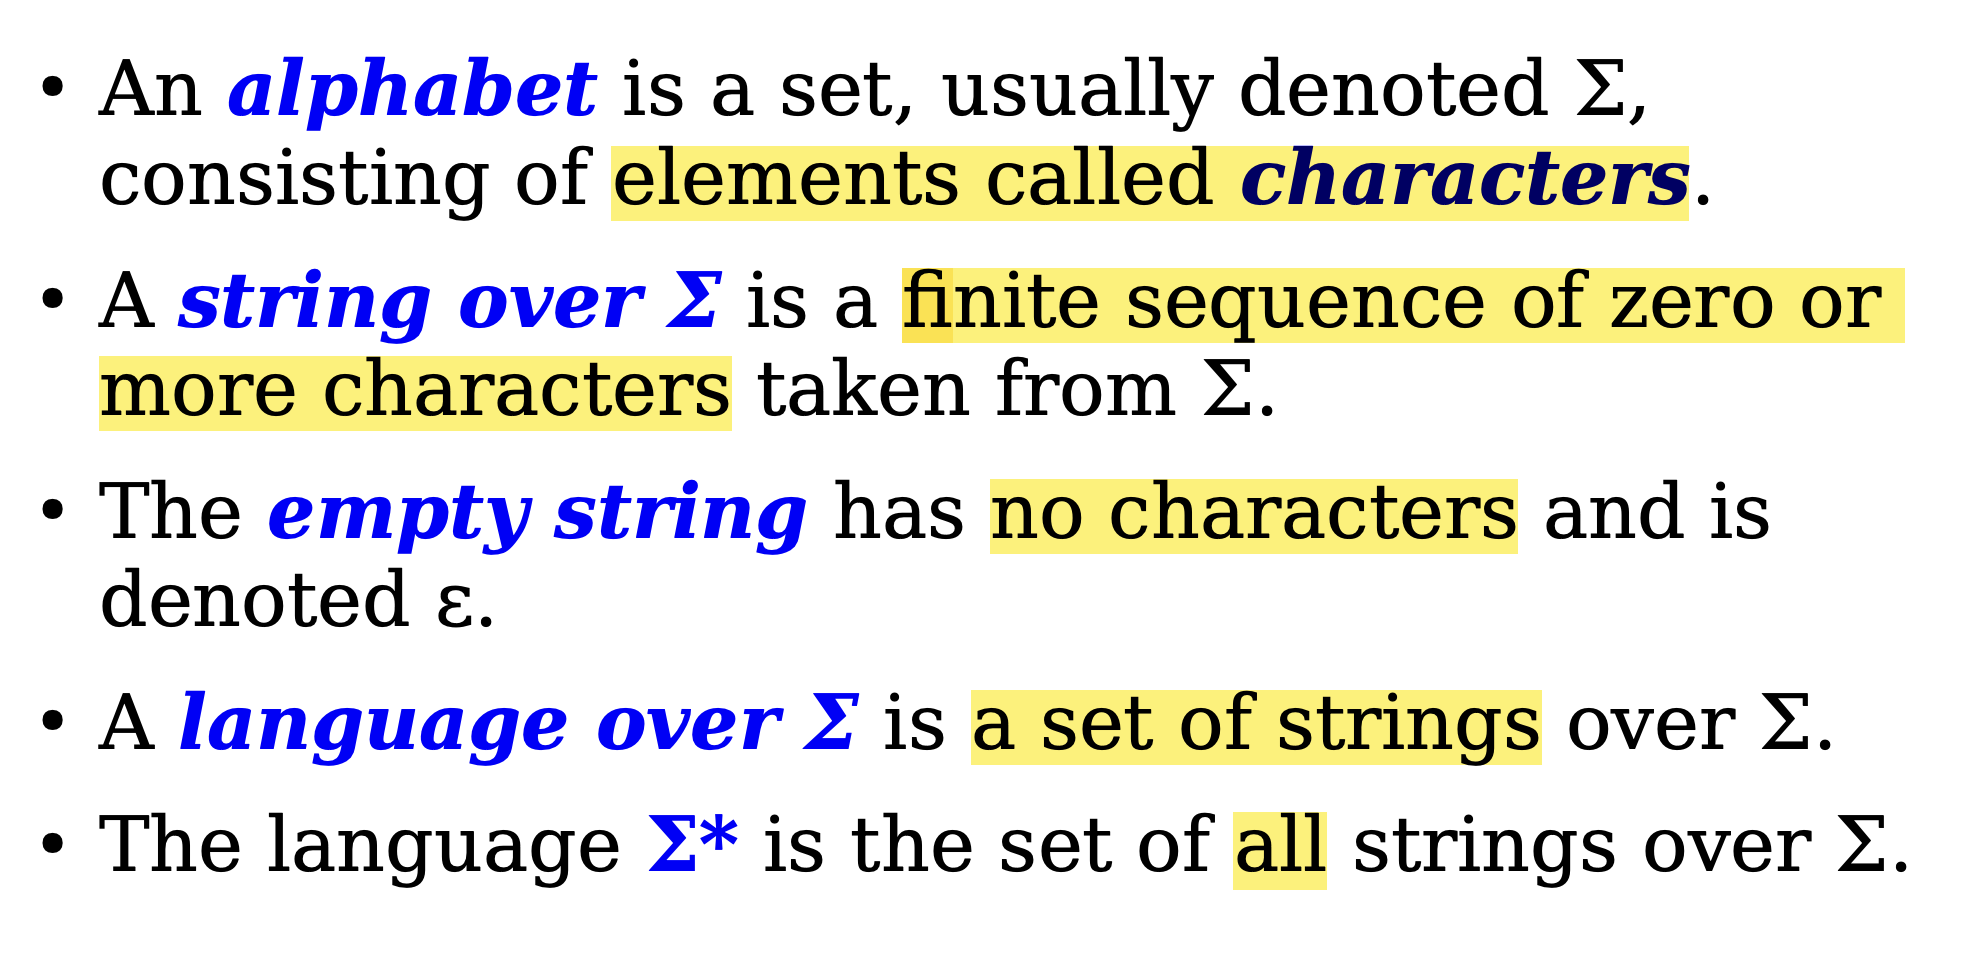 • An alphabet is a set, usually denoted Σ,
consisting of elements called characters.
• A string over Σ is a finite sequence of zero or
more characters taken from Σ.
• The empty string has no characters and is
denoted ε.
• A language over Σ is a set of strings over Σ.
• The language Σ* is the set of all strings over Σ.